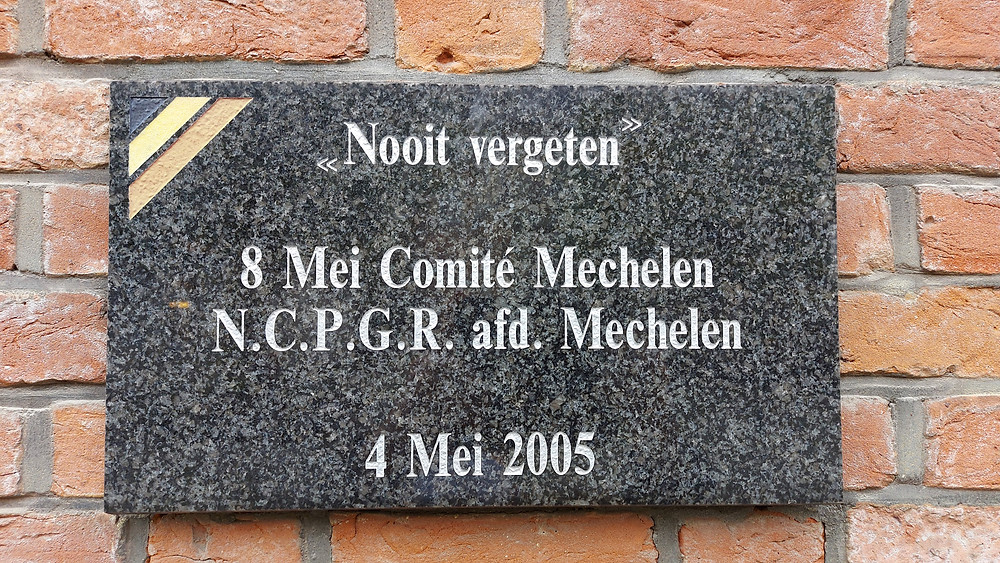 «Nooit vergeten»
8 Mei Comité Mechelen
N.C.P.G.R. afd. Mechelen
4 Mei 2005